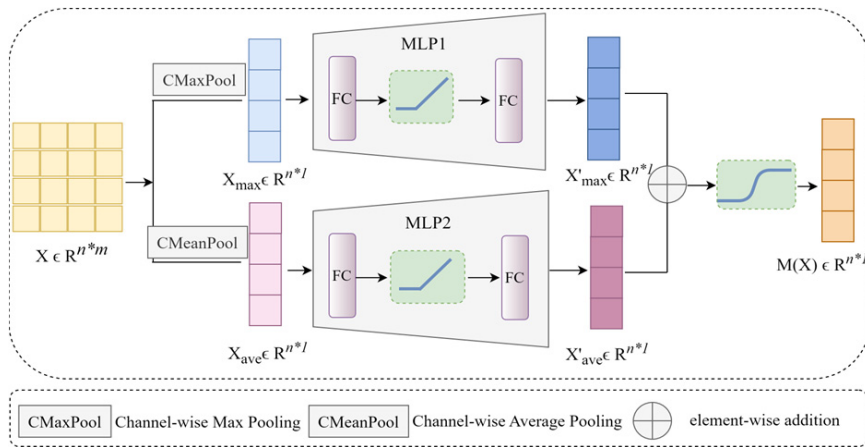 MLP1
CMaxPool
FC
FC
X_max ϵ R^n*1
X'_max ϵ R^n*1
X ϵ R^n*m
CMeanPool
MLP2
FC
FC
M(X) ϵ R^n*1
X_ave ϵ R^n*1
X'_ave ϵ R^n*1
CMaxPool Channel-wise Max Pooling CMeanPool Channel-wise Average Pooling element-wise addition